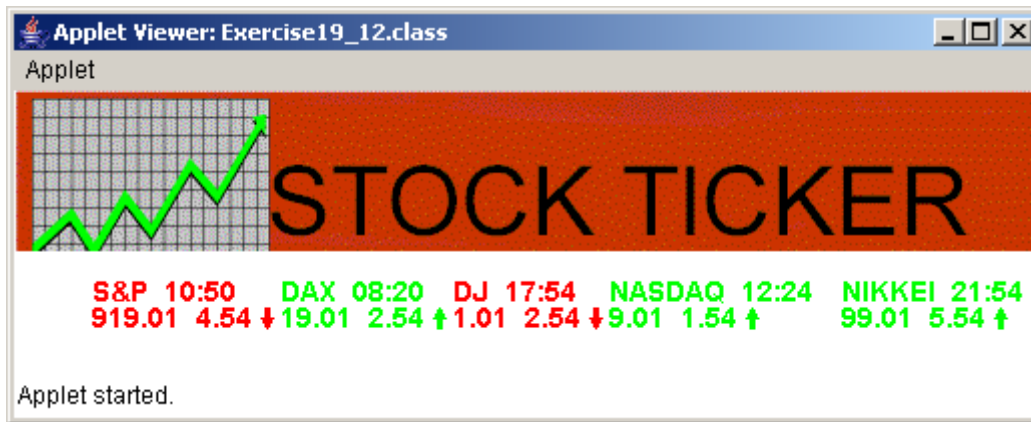 Applet Viewer: Exercise19_12.class
Applet
STOCK TICKER
S&P 10:50 DAX 08:20 DJ 17:54 NASDAQ 12:24 NIKKEI 21:54
919.01 4.54 19.01 2.54 1.01 2.54 9.01 1.54 99.01 5.54
Applet started.